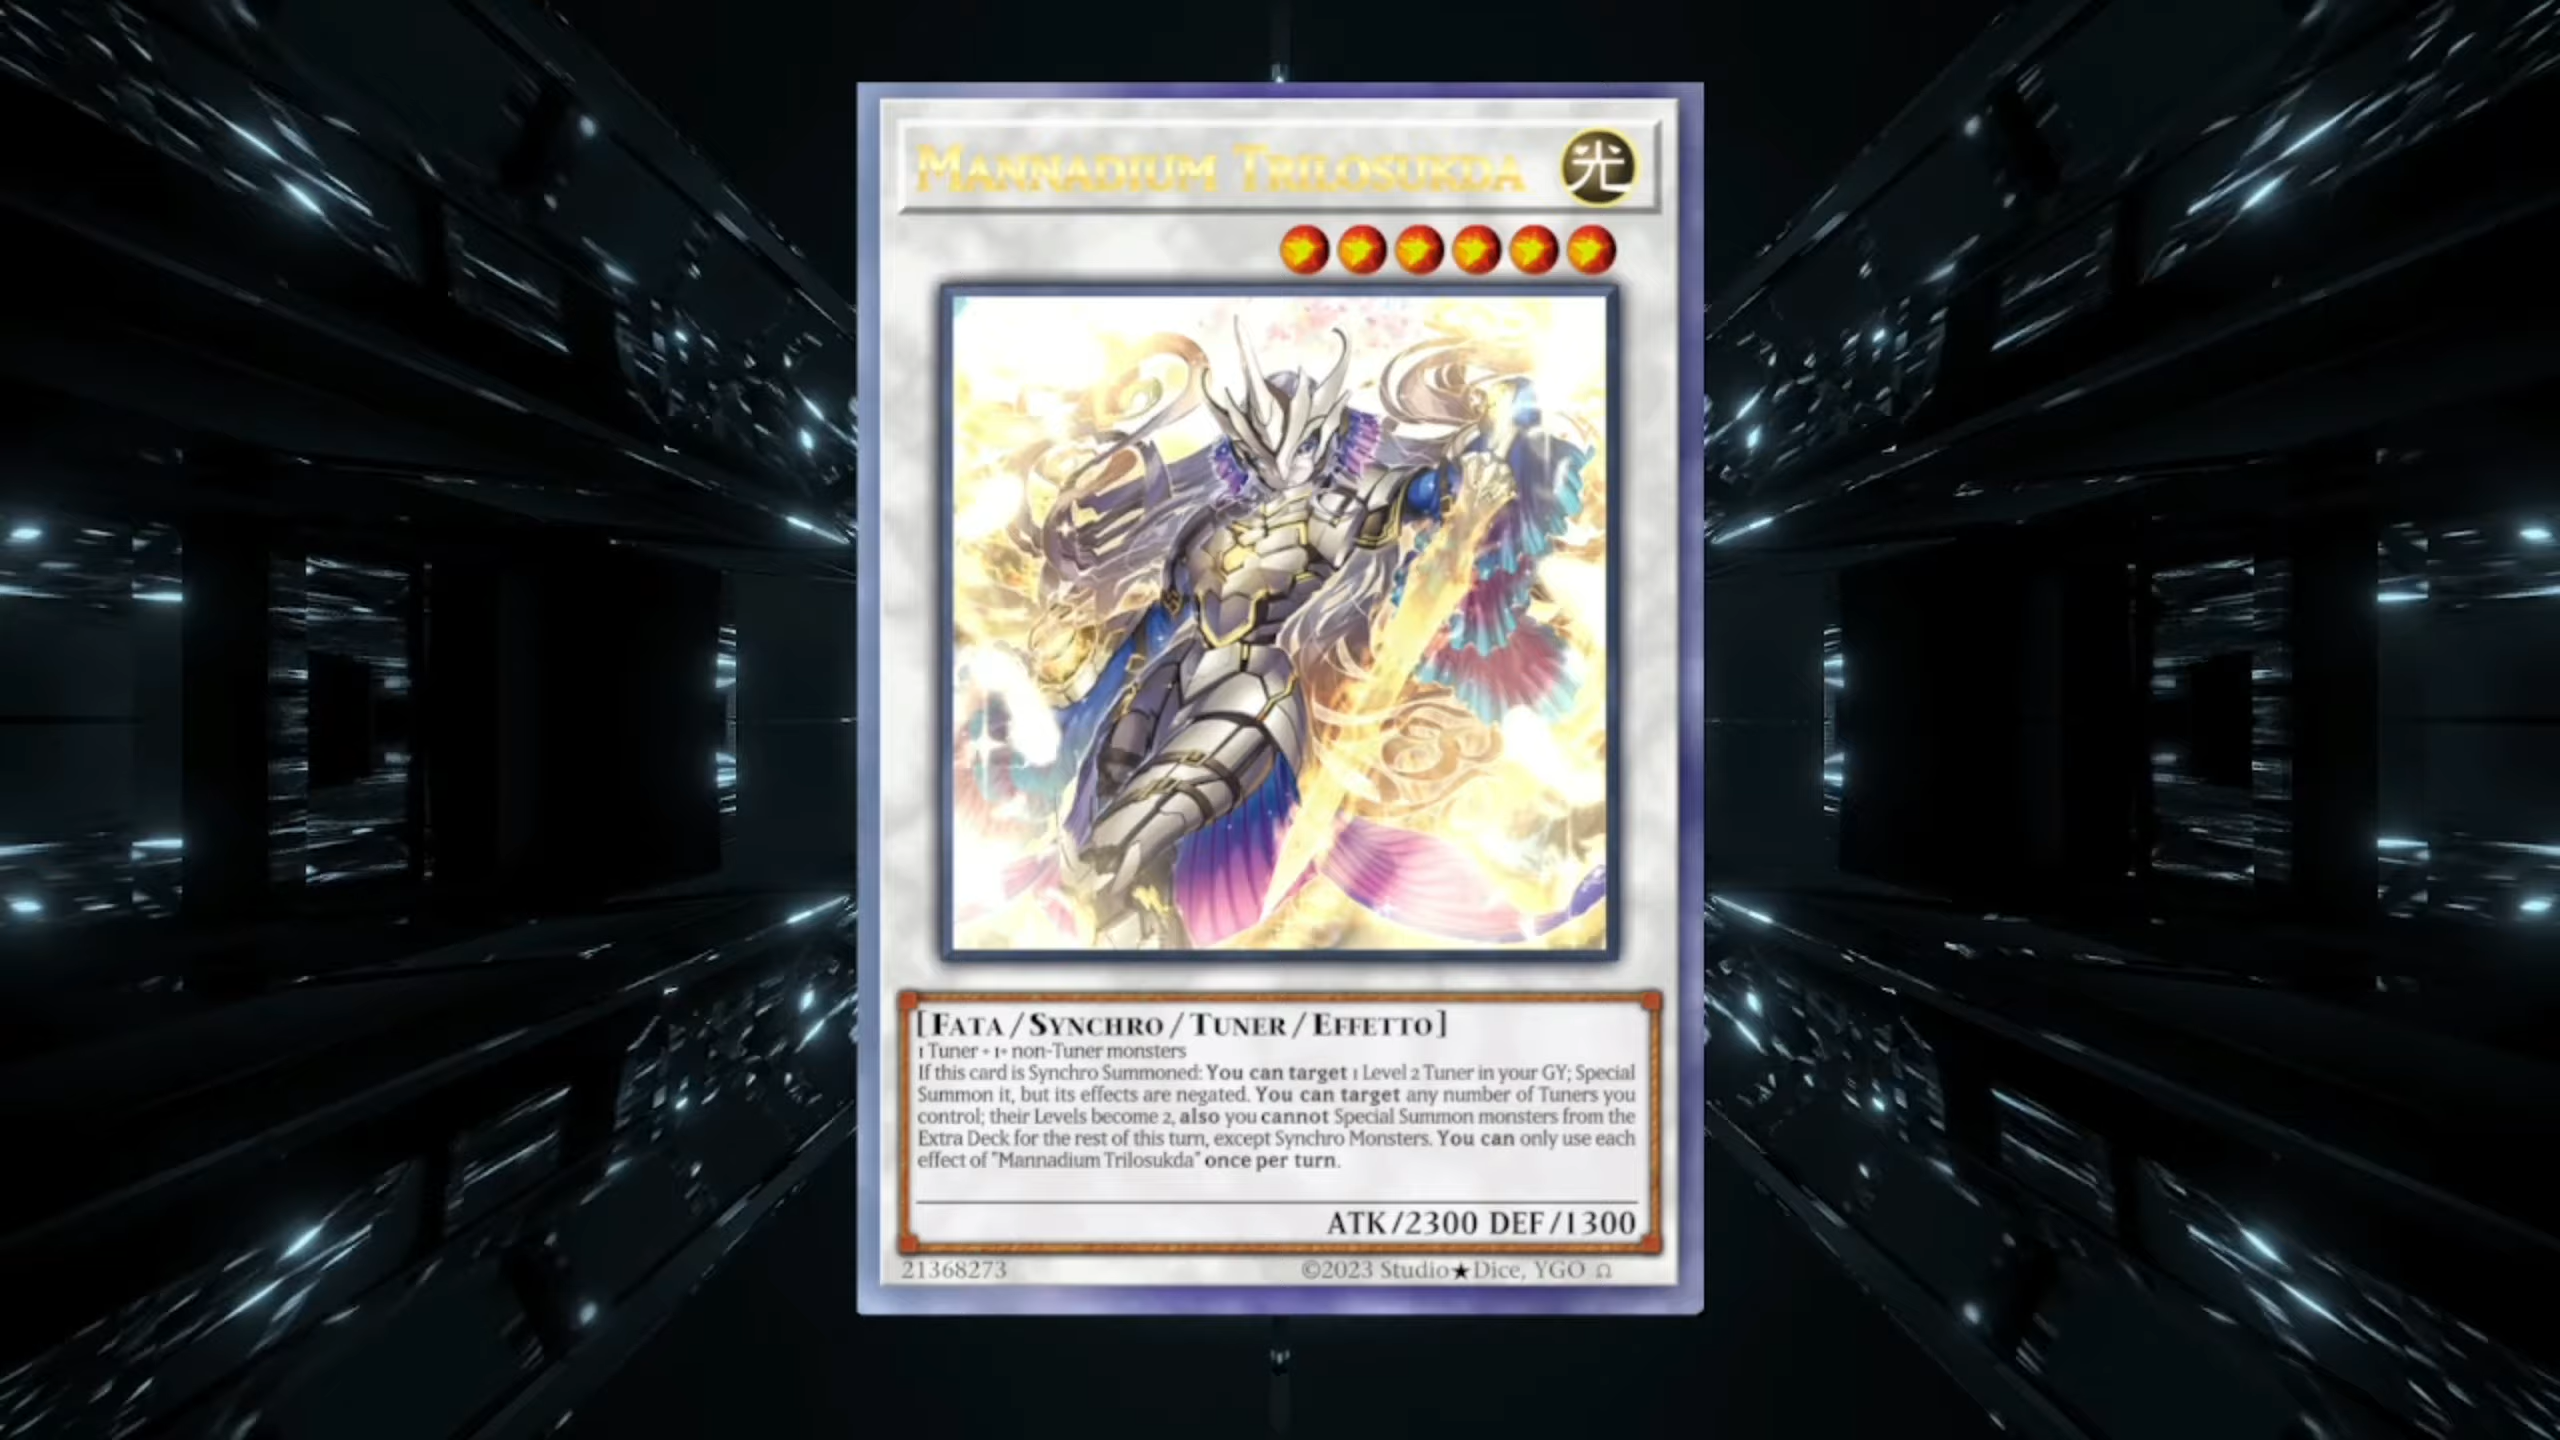 MANNADIUM TRILOSUKDA
光
[FATA/SYNCHRO/TUNER/EFFETTO]
1 Tuner + 1+ non-Tuner monsters
If this card is Synchro Summoned: You can target 1 Level 2 Tuner in your GY; Special
Summon it, but its effects are negated. You can target any number of Tuners you
control; their Levels become 2, also you cannot Special Summon monsters from the
Extra Deck for the rest of this turn, except Synchro Monsters. You can only use each
effect of "Mannadium Trilosukda" once per turn.
ATK/2300 DEF/1300
21368273
©2023 Studio★Dice, YGO Ω